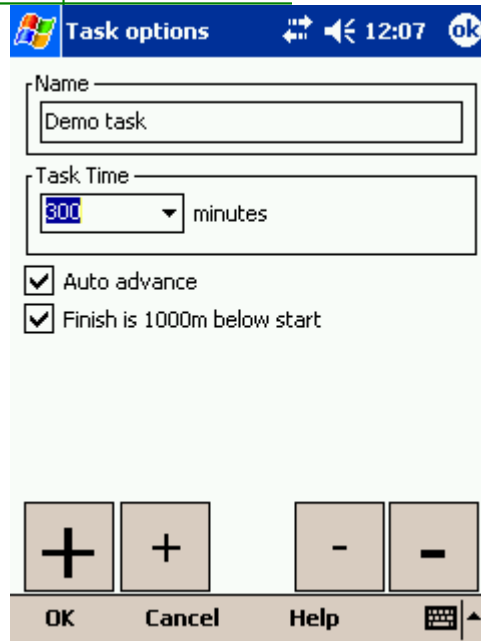 Task options 12:07 ok
Name
Demo task
Task Time
300 minutes
Auto advance
Finish is 1000m below start
+ + - -
OK Cancel Help